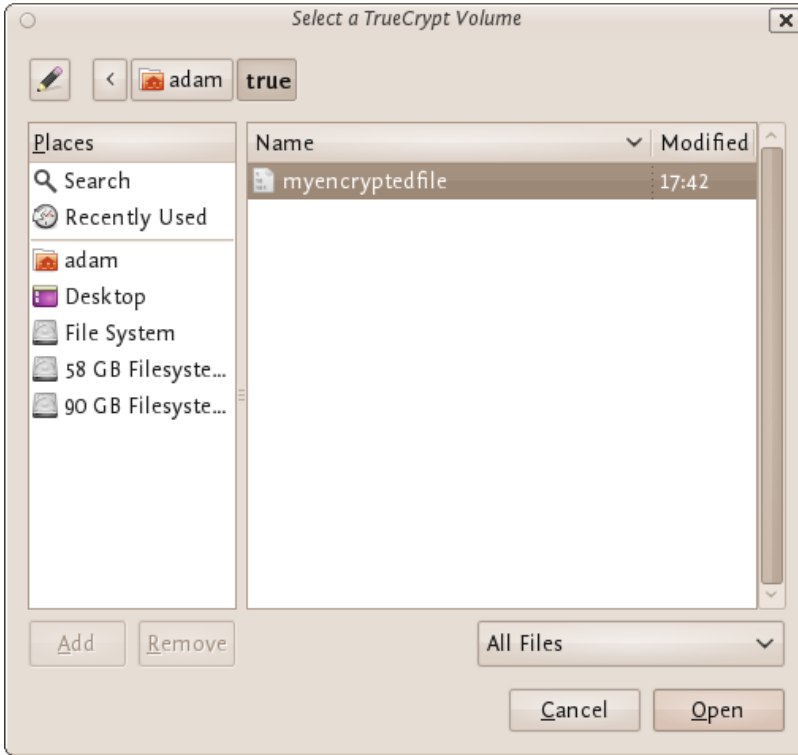 Select a TrueCrypt Volume
adam true
Places
Search
Recently Used
adam
Desktop
File System
58 GB Filesyste...
90 GB Filesyste...
Name Modified
myencryptedfile 17:42
Add Remove
All Files
Cancel Open